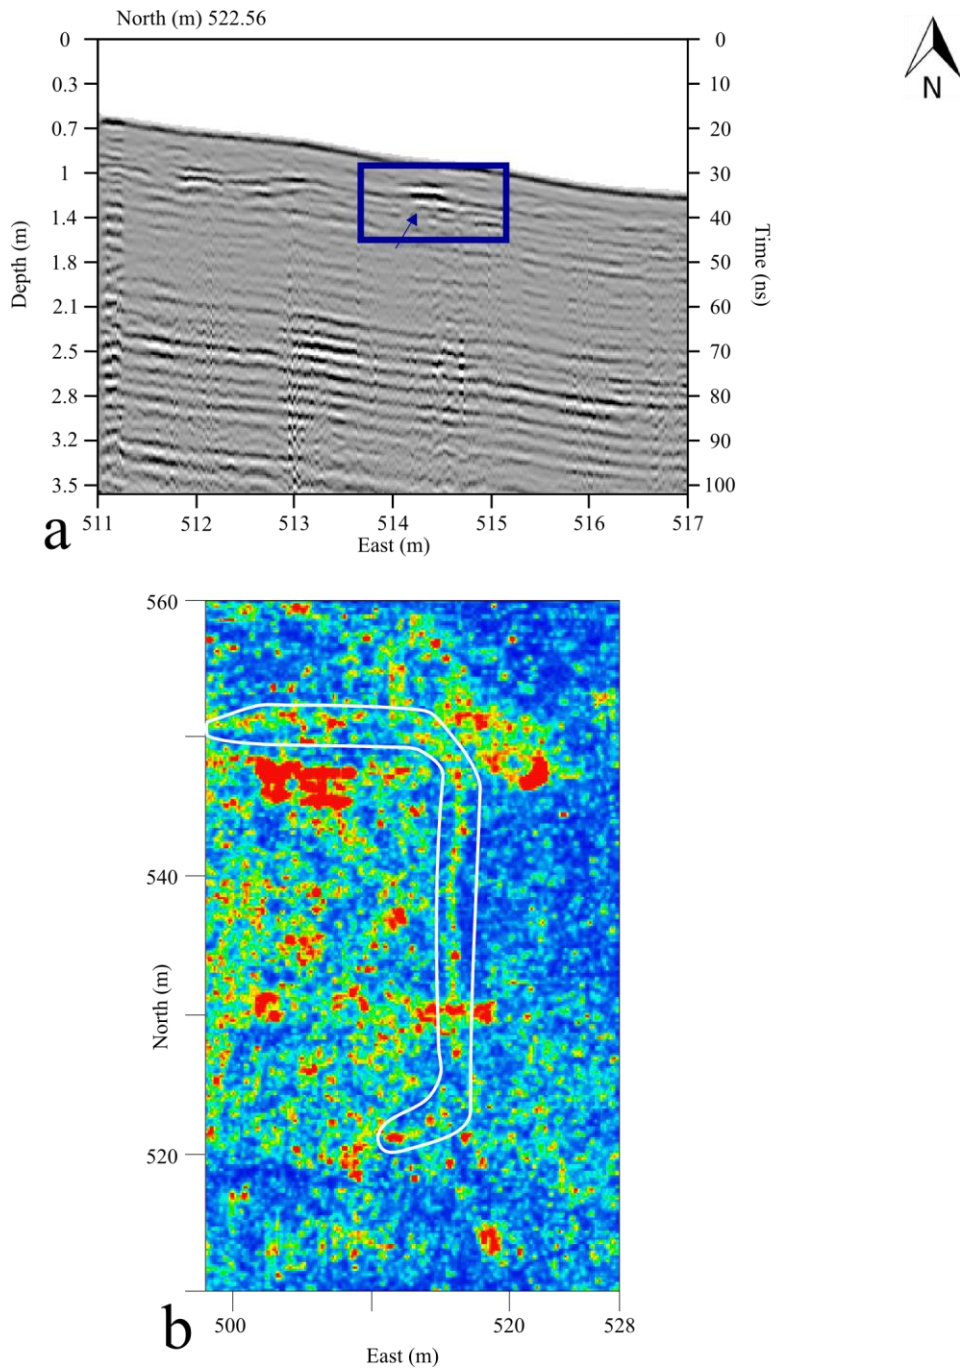 North (m) 522.56
N
0 0
0.3 10
0.7 20
1 30
1.4 40
1.8 50
2.1 60
2.5 70
2.8 80
3.2 90
3.5 100
Depth (m)
Time (ns)
511 512 513 514 515 516 517
East (m)
a
560
540
520
North (m)
500 520 528
East (m)
b